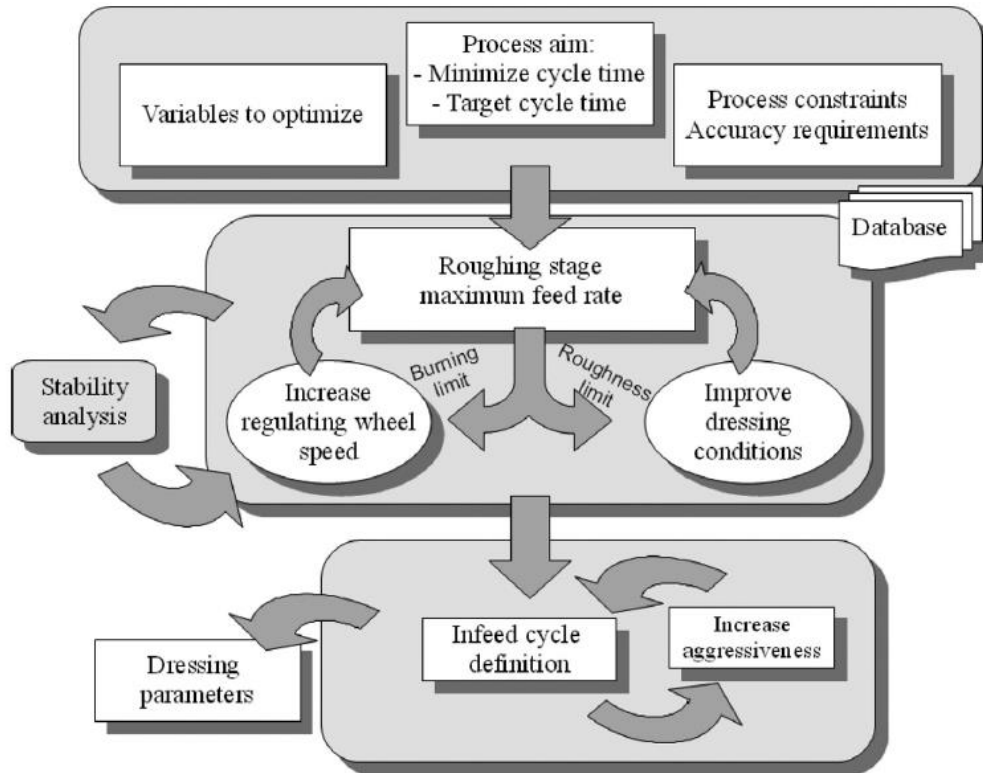 Process aim:
- Minimize cycle time
- Target cycle time
Variables to optimize
Process constraints
Accuracy requirements
Database
Roughing stage
maximum feed rate
Burning
limit
Roughness
limit
Stability
analysis
Increase
regulating wheel
speed
Improve
dressing
conditions
Infeed cycle
definition
Increase
aggressiveness
Dressing
parameters